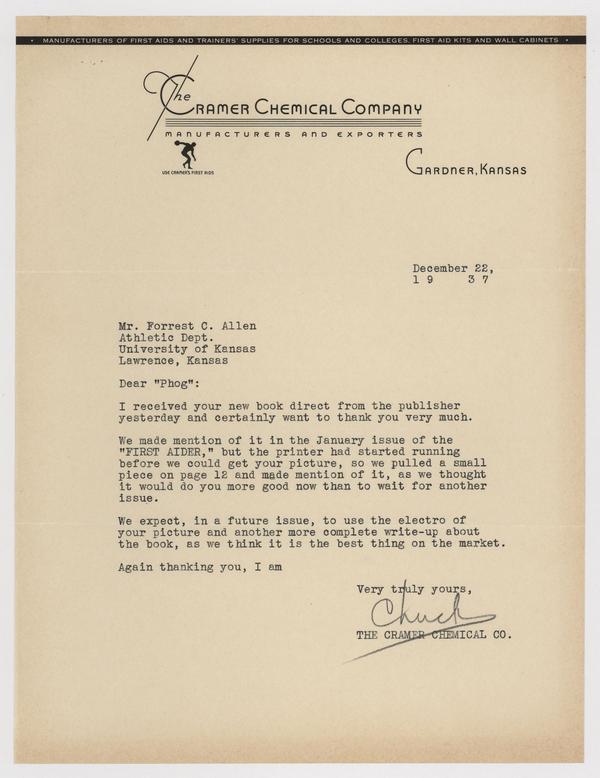 • MANUFACTURERS OF FIRST AIDS AND TRAINERS' SUPPLIES FOR SCHOOLS AND COLLEGES. FIRST AID KITS AND WALL CABINETS •
The
CRAMER CHEMICAL COMPANY
MANUFACTURERS AND EXPORTERS
USE CRAMER'S FIRST AIDS
GARDNER, KANSAS
December 22,
1 9 3 7
Mr. Forrest C. Allen
Athletic Dept.
University of Kansas
Lawrence, Kansas
Dear "Phog":
I received your new book direct from the publisher
yesterday and certainly want to thank you very much.
We made mention of it in the January issue of the
"FIRST AIDER," but the printer had started running
before we could get your picture, so we pulled a small
piece on page 12 and made mention of it, as we thought
it would do you more good now than to wait for another
issue.
We expect, in a future issue, to use the electro of
your picture and another more complete write-up about
the book, as we think it is the best thing on the market.
Again thanking you, I am
Very truly yours,
Chuck
THE CRAMER CHEMICAL CO.